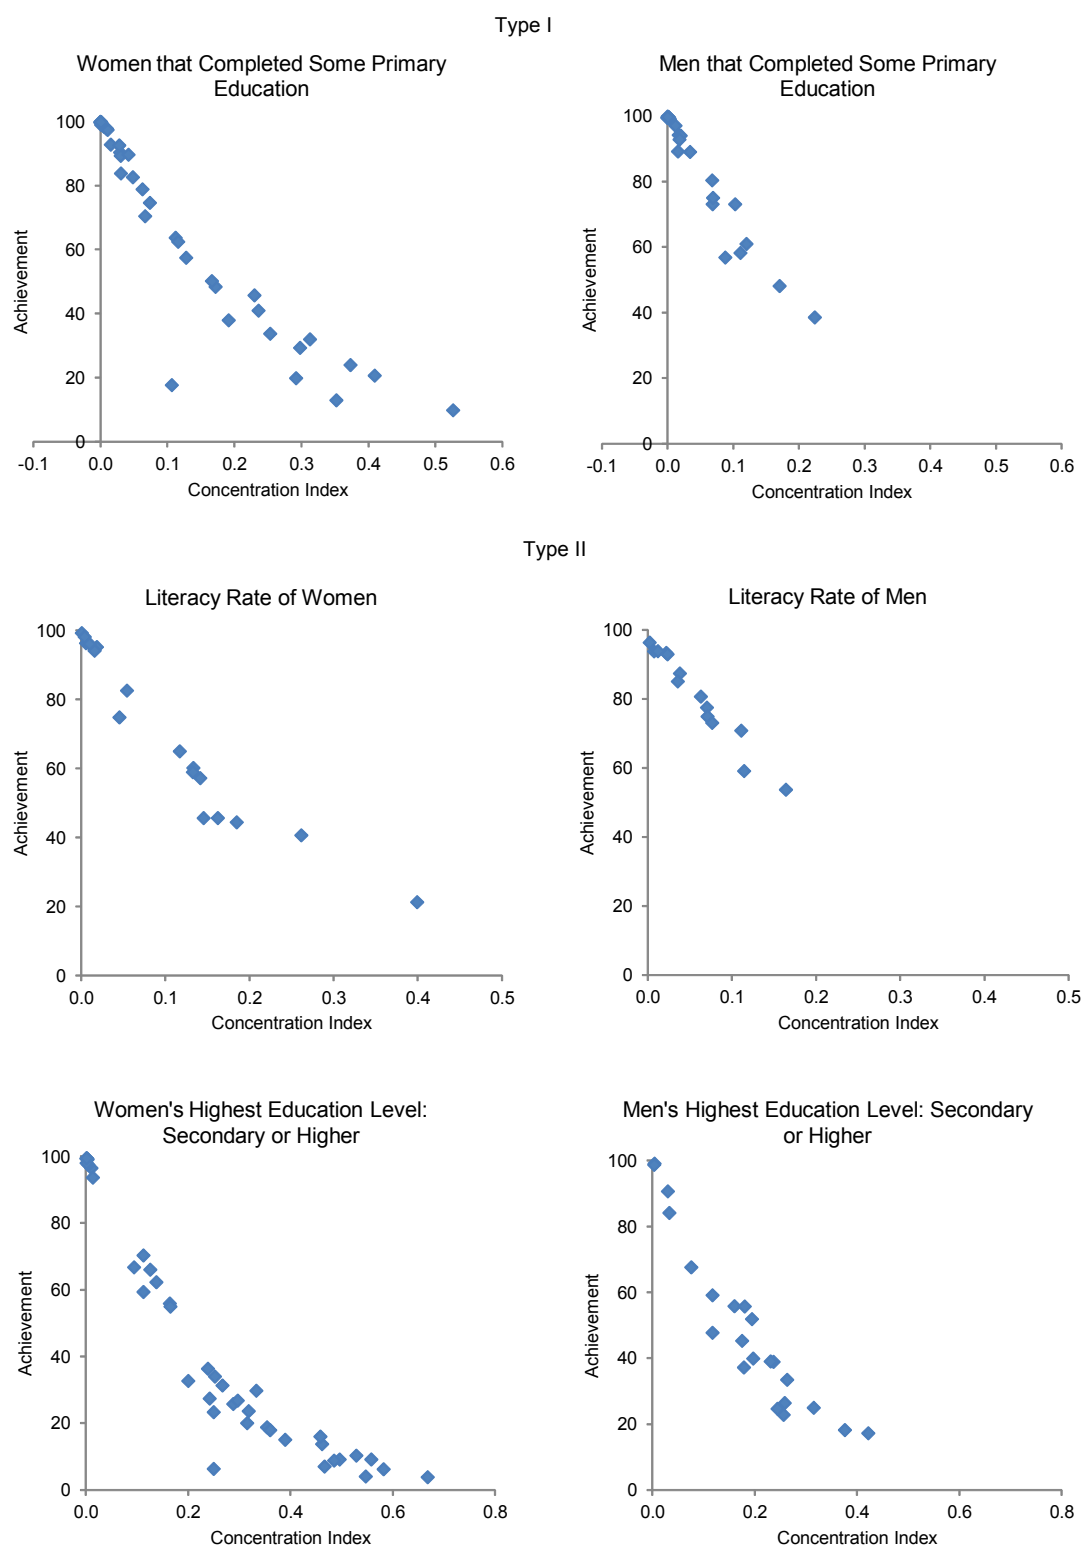 Type I
Women that Completed Some Primary
Education
100
80
60
40
20
0
Achievement
-0.1 0.0 0.1 0.2 0.3 0.4 0.5 0.6
Concentration Index
Men that Completed Some Primary
Education
100
80
60
40
20
0
Achievement
-0.1 0.0 0.1 0.2 0.3 0.4 0.5 0.6
Concentration Index
Type II
Literacy Rate of Women
100
80
60
40
20
0
Achievement
0.0 0.1 0.2 0.3 0.4 0.5
Concentration Index
Literacy Rate of Men
100
80
60
40
20
0
Achievement
0.0 0.1 0.2 0.3 0.4 0.5
Concentration Index
Women's Highest Education Level:
Secondary or Higher
100
80
60
40
20
0
Achievement
0.0 0.2 0.4 0.6 0.8
Concentration Index
Men's Highest Education Level: Secondary
or Higher
100
80
60
40
20
0
Achievement
0.0 0.2 0.4 0.6 0.8
Concentration Index